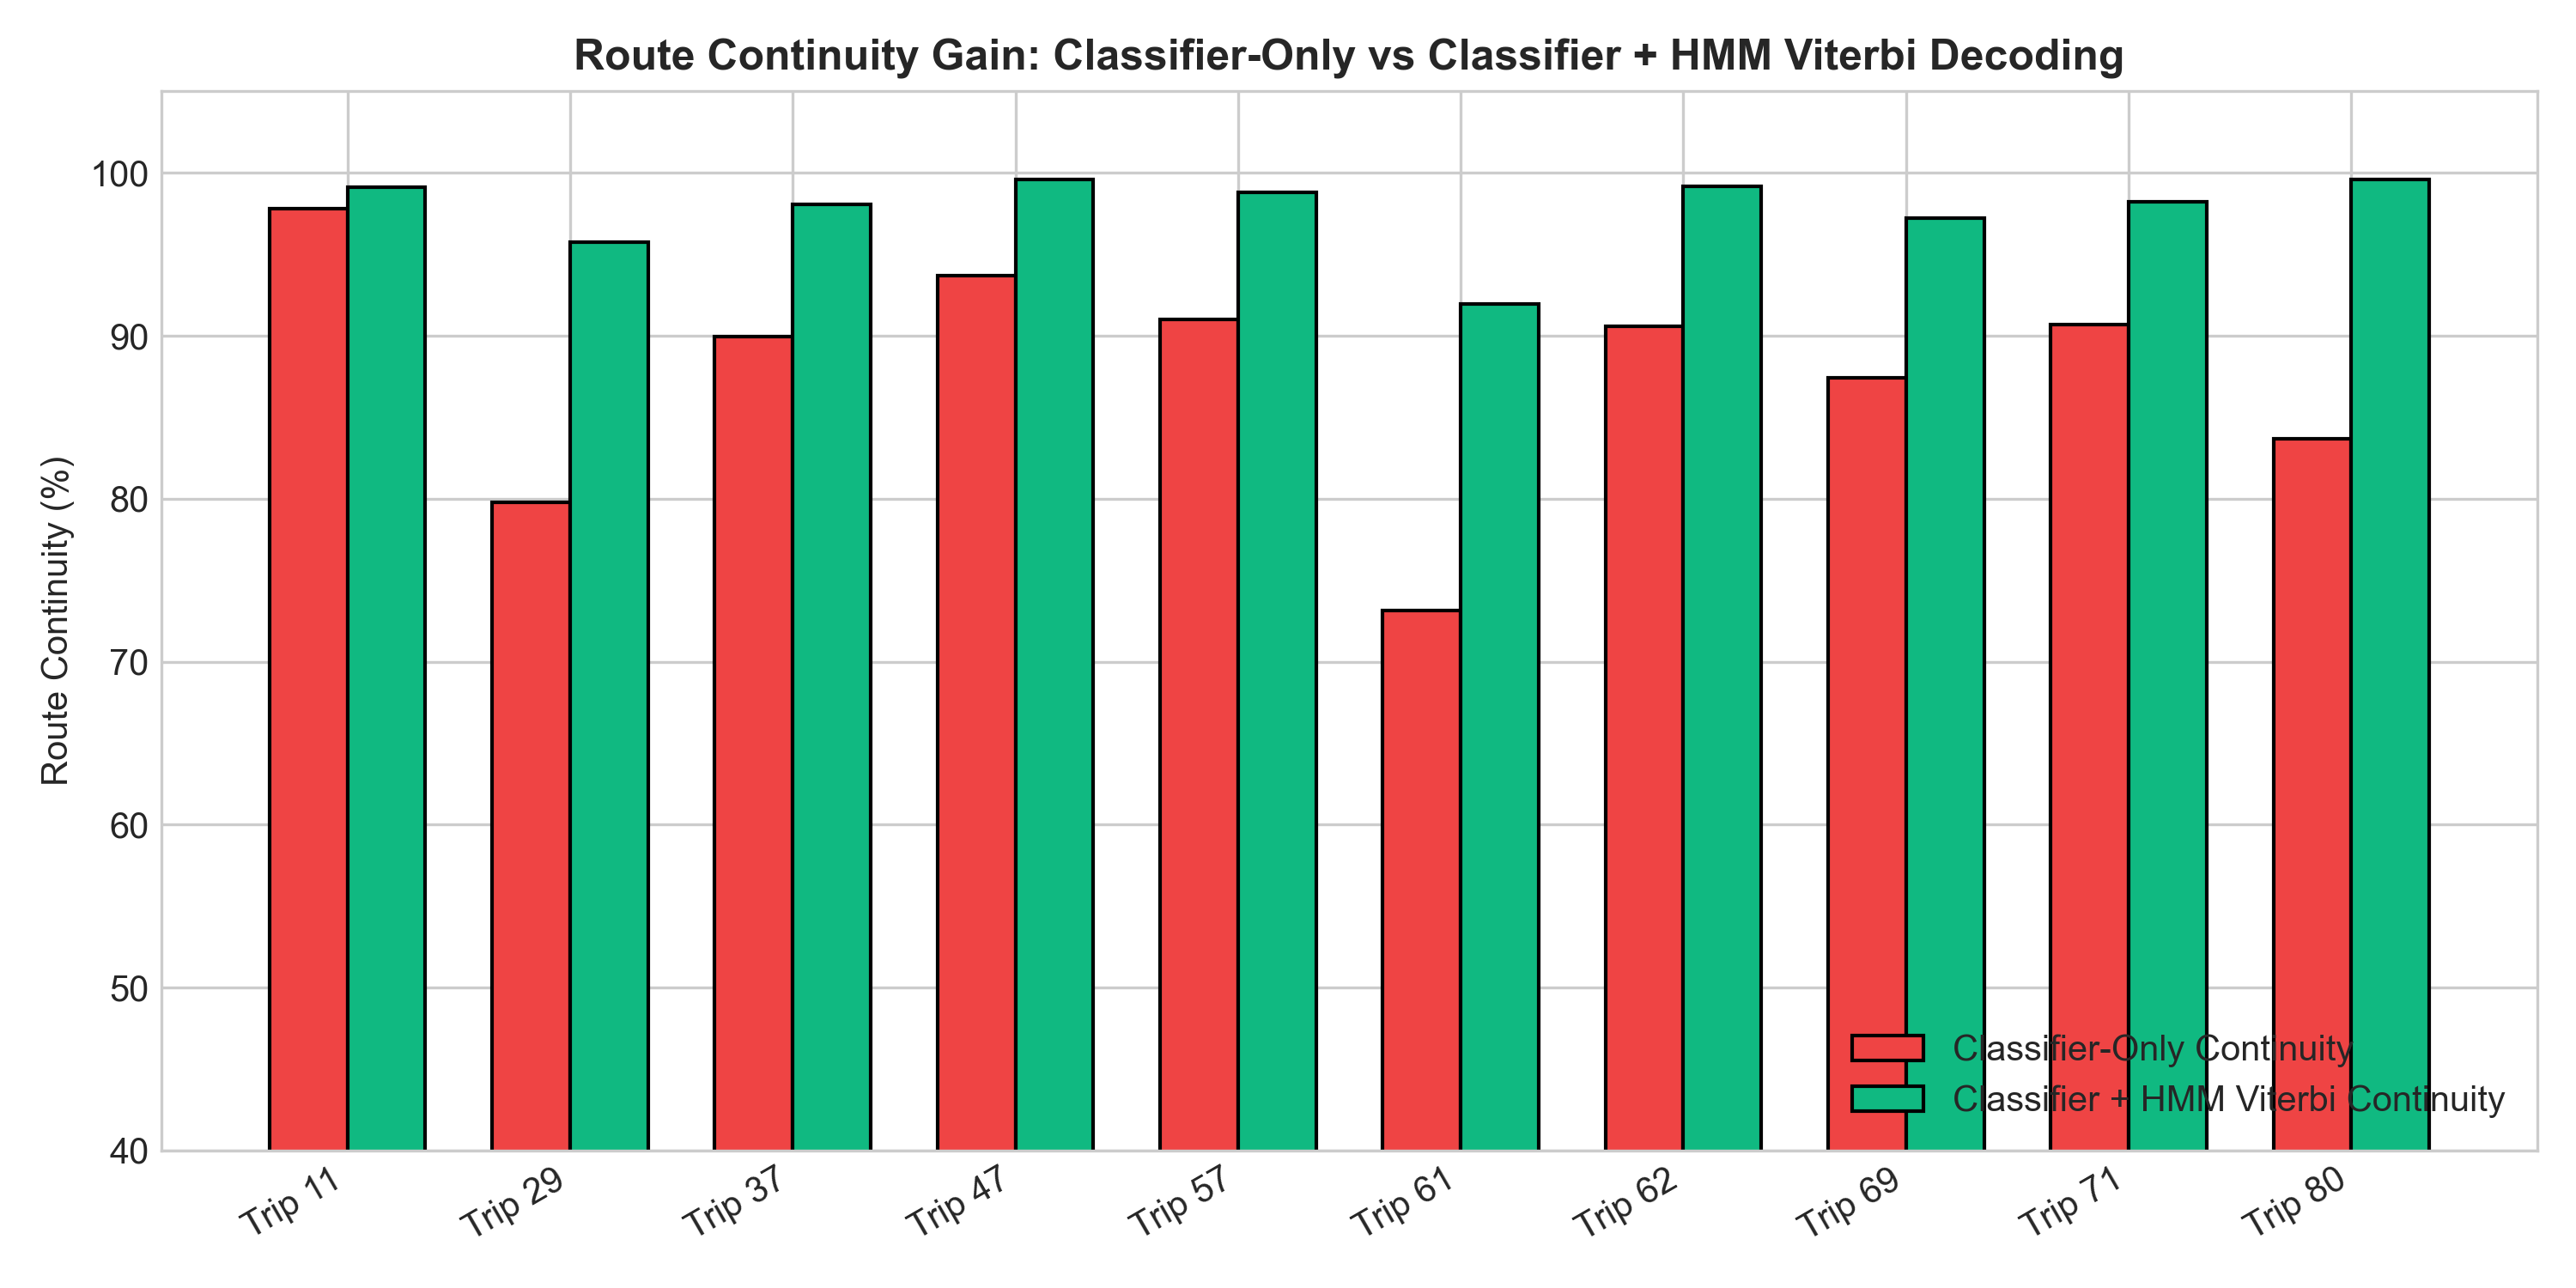 Route Continuity Gain: Classifier-Only vs Classifier + HMM Viterbi Decoding
Route Continuity (%)
100
90
80
70
60
50
40
Classifier-Only Continuity
Classifier + HMM Viterbi Continuity
Trip 11
Trip 29
Trip 37
Trip 47
Trip 57
Trip 61
Trip 62
Trip 69
Trip 71
Trip 80